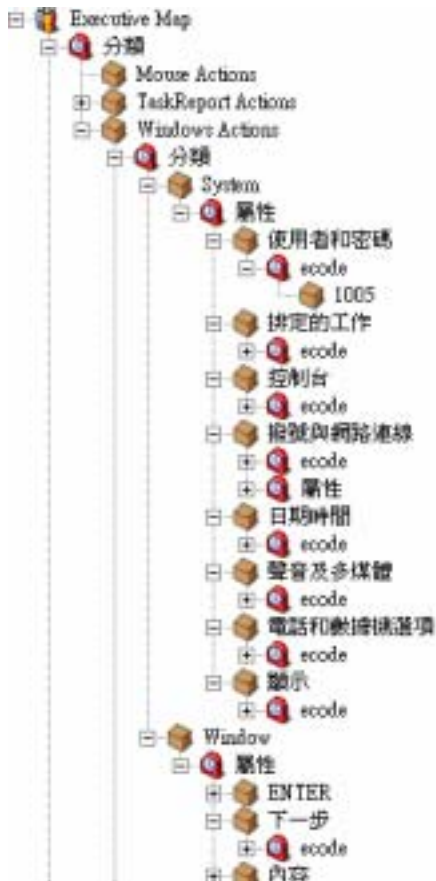 Executive Map
分類
Mouse Actions
TaskReport Actions
Windows Actions
分類
System
屬性
使用者和密碼
ecode
1005
排定的工作
ecode
控制台
ecode
撥號與網路連線
ecode
屬性
日期時間
ecode
聲音及多媒體
ecode
電話和數據機選項
ecode
顯示
ecode
Window
屬性
ENTER
下一步
ecode
內容